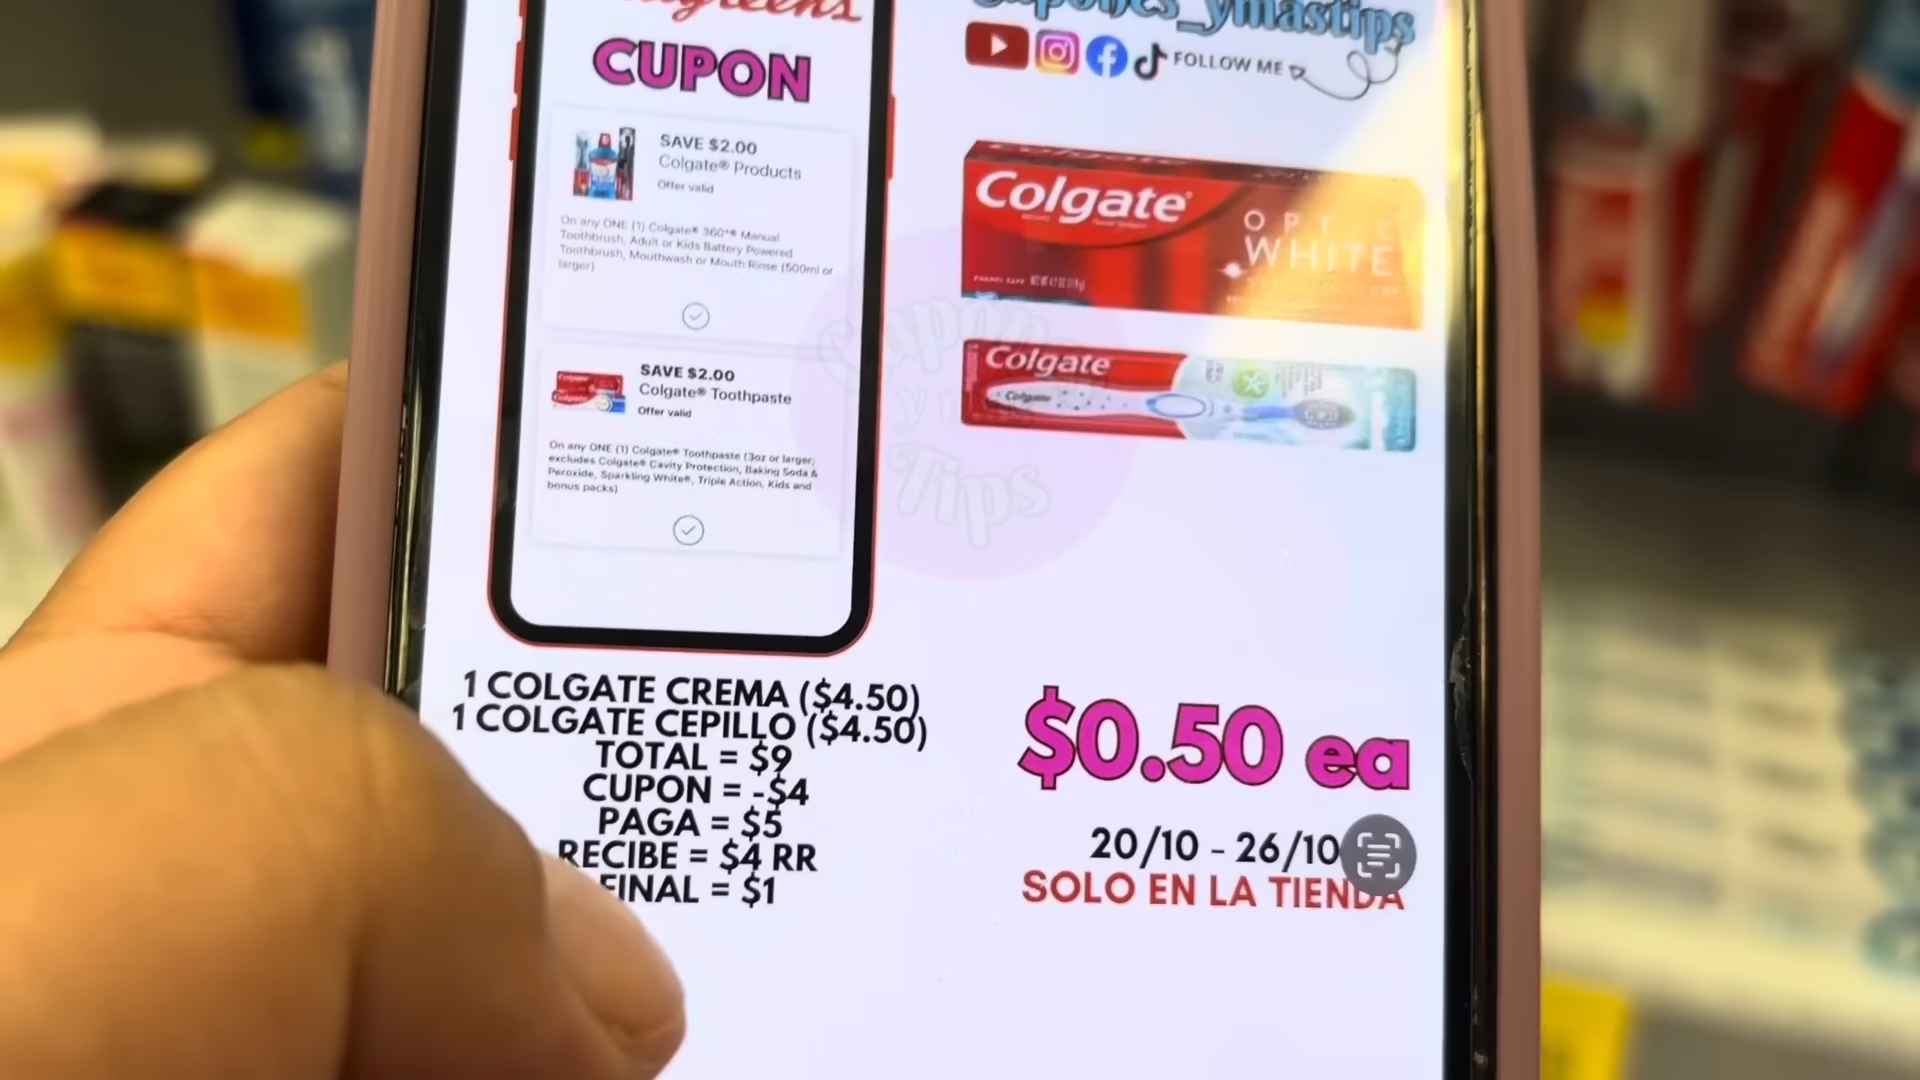 CUPON
SAVE $2.00
Colgate® Products
Offer valid
On any ONE (1) Colgate® 360°® Manual
Toothbrush, Adult or Kids Battery Powered
Toothbrush, Mouthwash or Mouth Rinse (500ml or
larger)
SAVE $2.00
Colgate® Toothpaste
Offer valid
On any ONE (1) Colgate® Toothpaste (3oz or larger;
excludes Colgate® Cavity Protection, Baking Soda &
Peroxide, Sparkling White®, Triple Action, Kids and
bonus packs)
1 COLGATE CREMA ($4.50)
1 COLGATE CEPILLO ($4.50)
TOTAL = $9
CUPON = -$4
PAGA = $5
RECIBE = $4 RR
FINAL = $1
_ymastips
FOLLOW ME
Colgate
OPTIC
WHITE
Colgate
Colgate
Tips
$0.50 ea
20/10 - 26/10
SOLO EN LA TIENDA